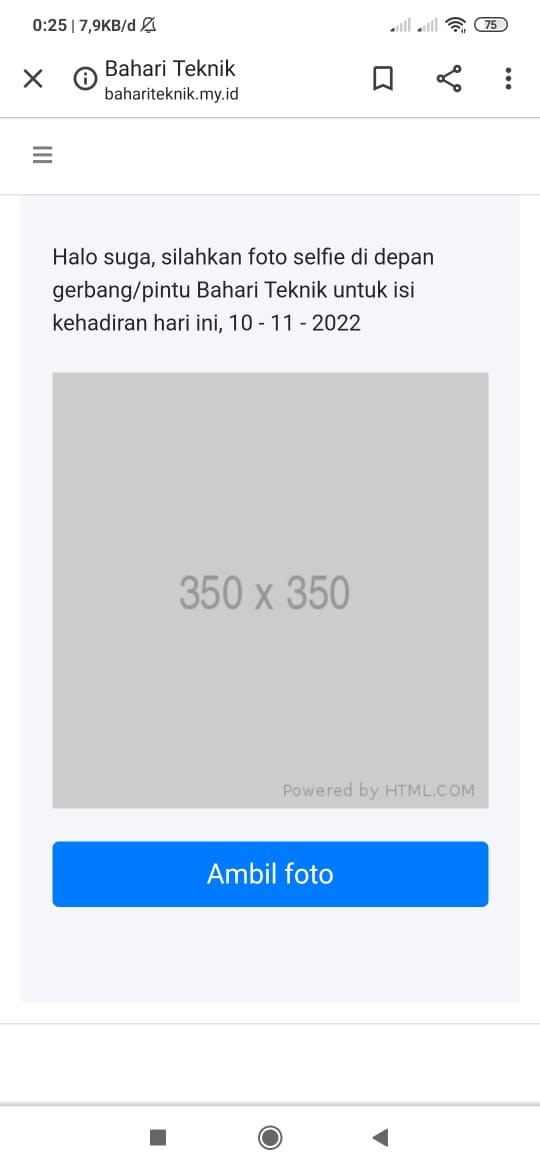 0:25 | 7,9KB/d
75
Bahari Teknik
bahariteknik.my.id
Halo suga, silahkan foto selfie di depan
gerbang/pintu Bahari Teknik untuk isi
kehadiran hari ini, 10 - 11 - 2022
350 x 350
Powered by HTML.COM
Ambil foto